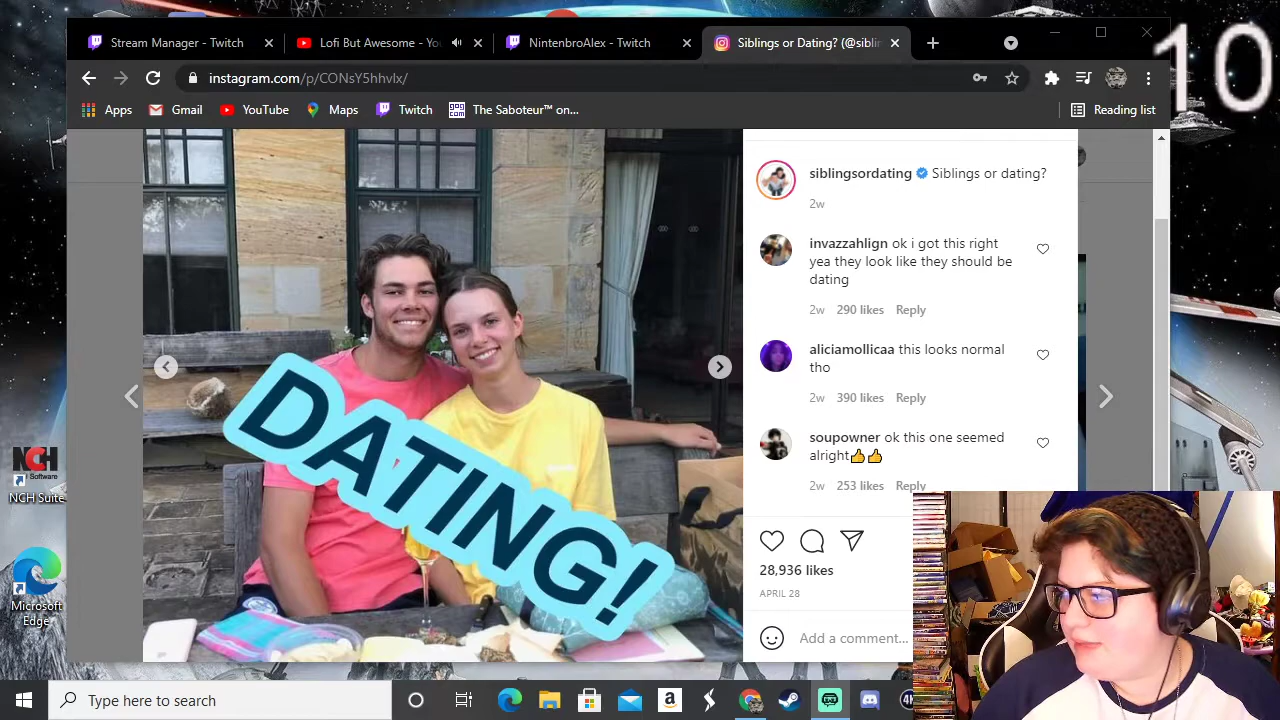 Stream Manager - Twitch
Lofi But Awesome - Yo
NintenbroAlex - Twitch
Siblings or Dating? (@siblin
10
instagram.com/p/CONsY5hhvlx/
Apps
Gmail
YouTube
Maps
Twitch
The Saboteur™ on...
Reading list
siblingsordating Siblings or dating?
2w
invazzahlign ok i got this right
yea they look like they should be
dating
2w 290 likes Reply
aliciamollicaa this looks normal
tho
2w 390 likes Reply
soupowner ok this one seemed
alright👍👍
2w 253 likes Reply
DATING!
28,936 likes
APRIL 28
Add a comment...
NCH
Software
NCH Suite
Microsoft
Edge
Type here to search